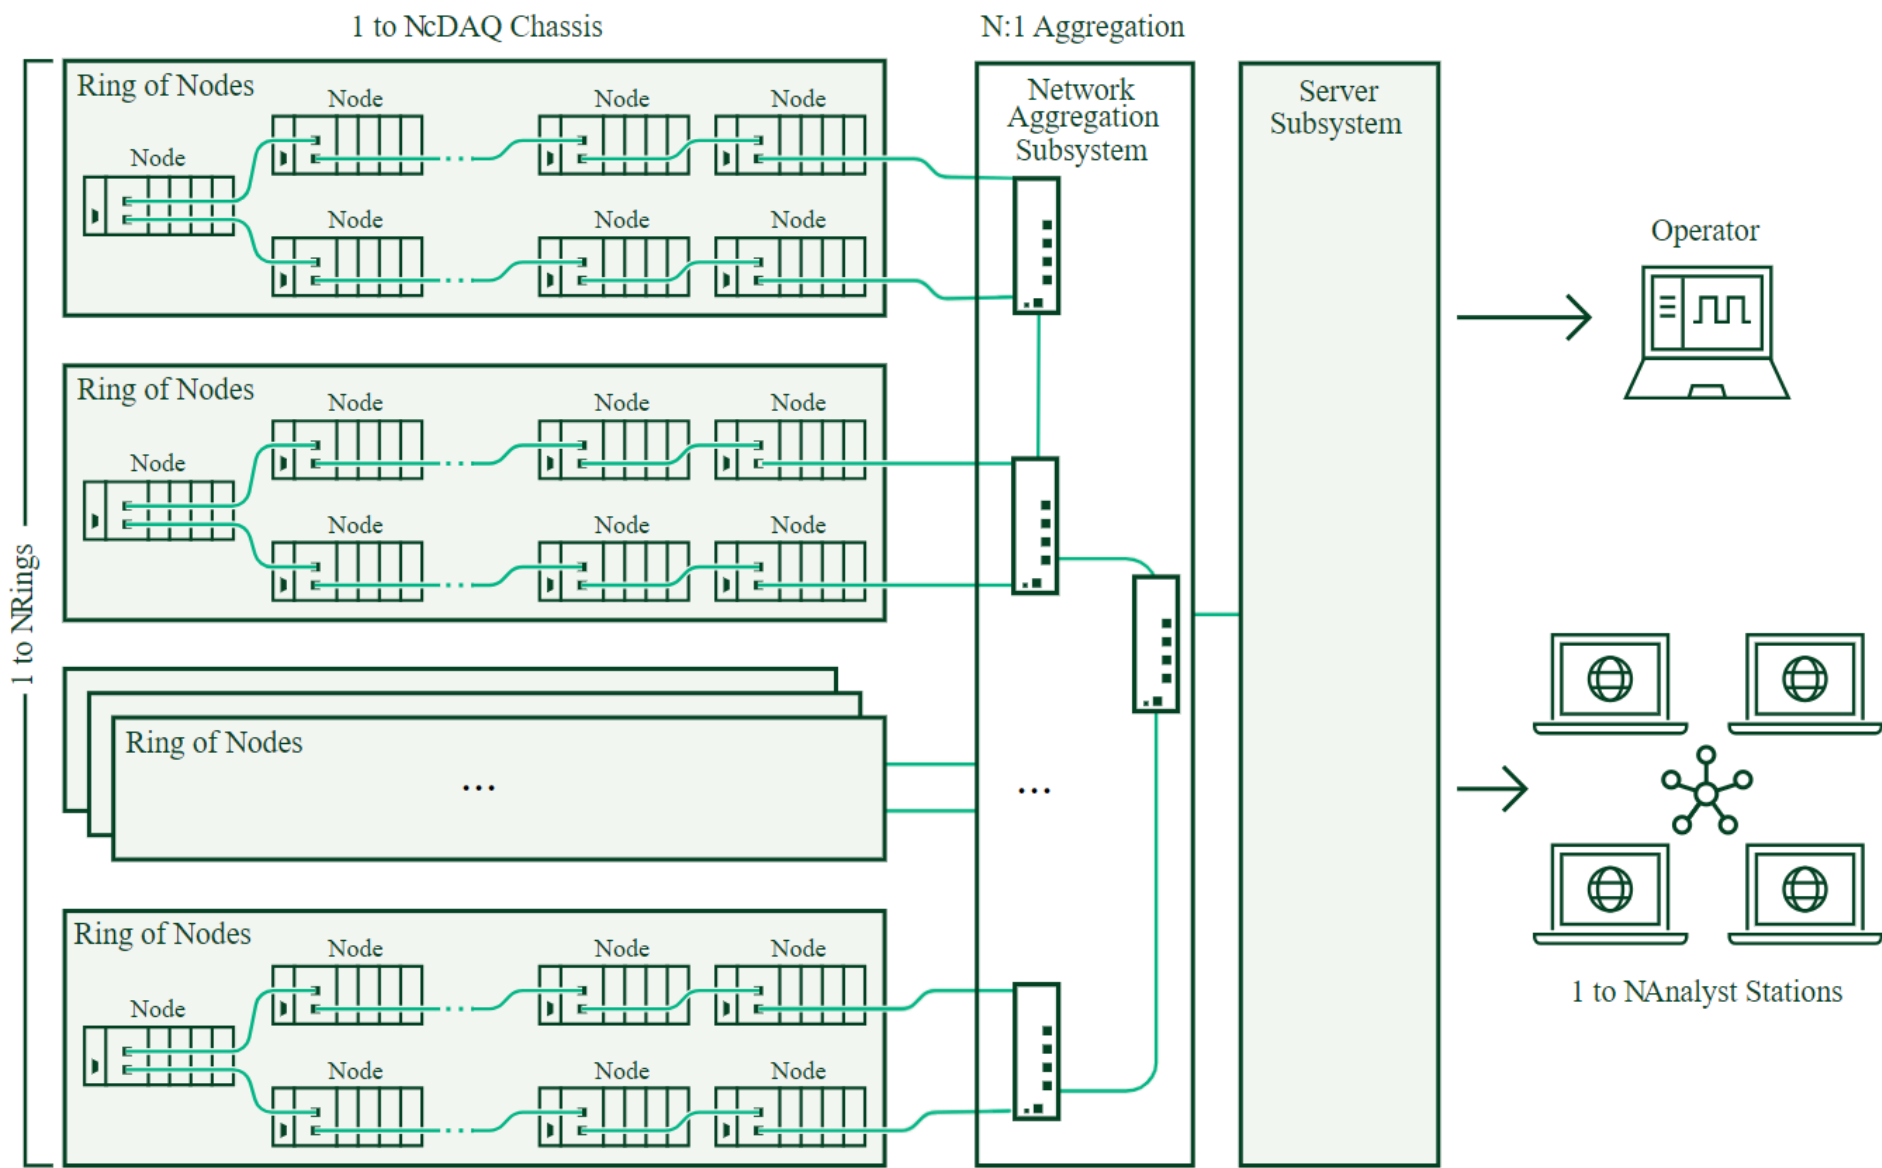 1 to NcDAQ Chassis
N:1 Aggregation
1 to NRings
Ring of Nodes
Node
Node
Node
Node
Node
Node
Node
Ring of Nodes
Node
Node
Node
Node
Node
Node
Node
Ring of Nodes
...
Ring of Nodes
Node
Node
Node
Node
Node
Node
Node
Network
Aggregation
Subsystem
...
Server
Subsystem
Operator
1 to NAnalyst Stations